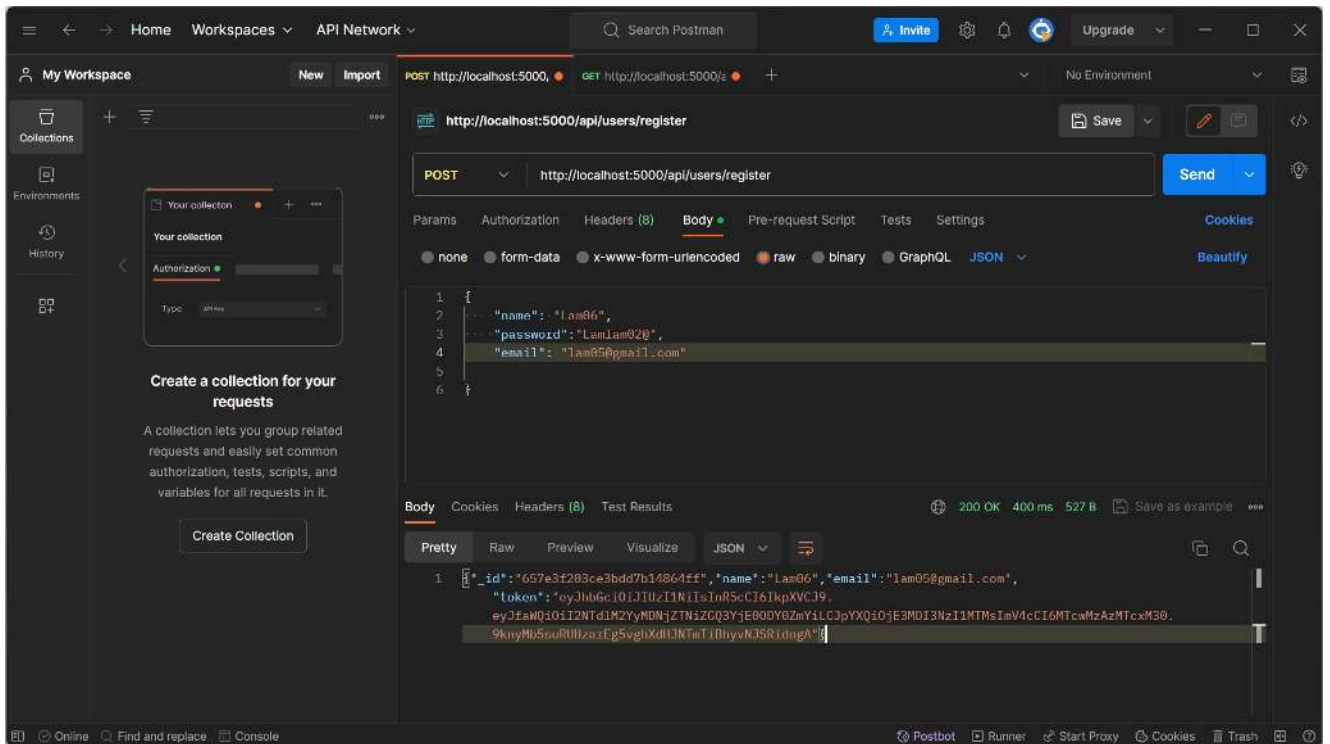 Home Workspaces API Network Search Postman Invite Upgrade
My Workspace New Import POST http://localhost:5000, GET http://localhost:5000/a No Environment
Collections
HTTP http://localhost:5000/api/users/register Save
POST http://localhost:5000/api/users/register Send
Environments
Params Authorization Headers (8) Body Pre-request Script Tests Settings Cookies
History
none form-data x-www-form-urlencoded raw binary GraphQL JSON Beautify
Your collecton
Your collection
Authorization
Type API Key
1 {
2 "name": "Lam06",
3 "password":"Lamlam020",
4 "email": "lam05@gmail.com"
5
6 }
Create a collection for your
requests
A collection lets you group related
requests and easily set common
authorization, tests, scripts, and
variables for all requests in it.
Create Collection
Body Cookies Headers (8) Test Results 200 OK 400 ms 527 B Save as example
Pretty Raw Preview Visualize JSON
1 {"_id":"657e3f203ce3bdd7b14864ff","name":"Lam06","email":"lam05@gmail.com",
"token":"eyJhbGciOiJIUzI1NiIsInR5cCI6IkpXVCJ9.
Online Find and replace Console Postbot Runner Start Proxy Cookies Trash